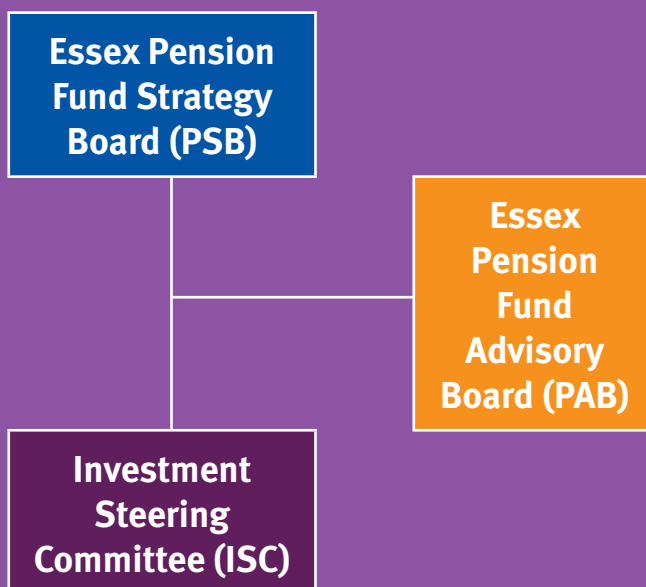 Essex Pension
Fund Strategy
Board (PSB)
Essex
Pension
Fund
Advisory
Board (PAB)
Investment
Steering
Committee (ISC)